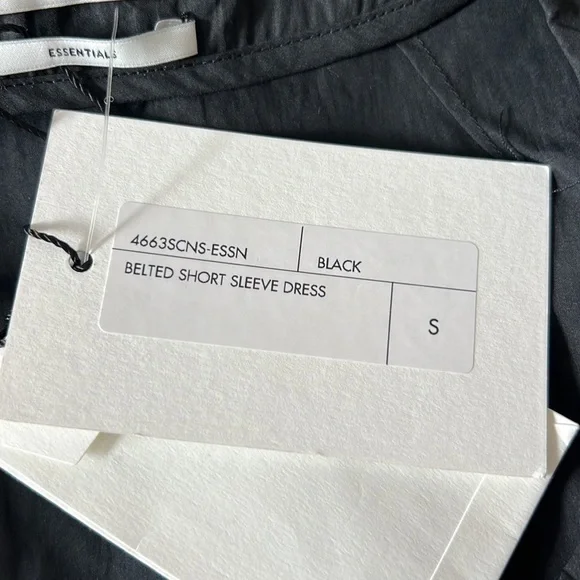 ESSENTIALS
4663SCNS-ESSN
BLACK
BELTED SHORT SLEEVE DRESS
S